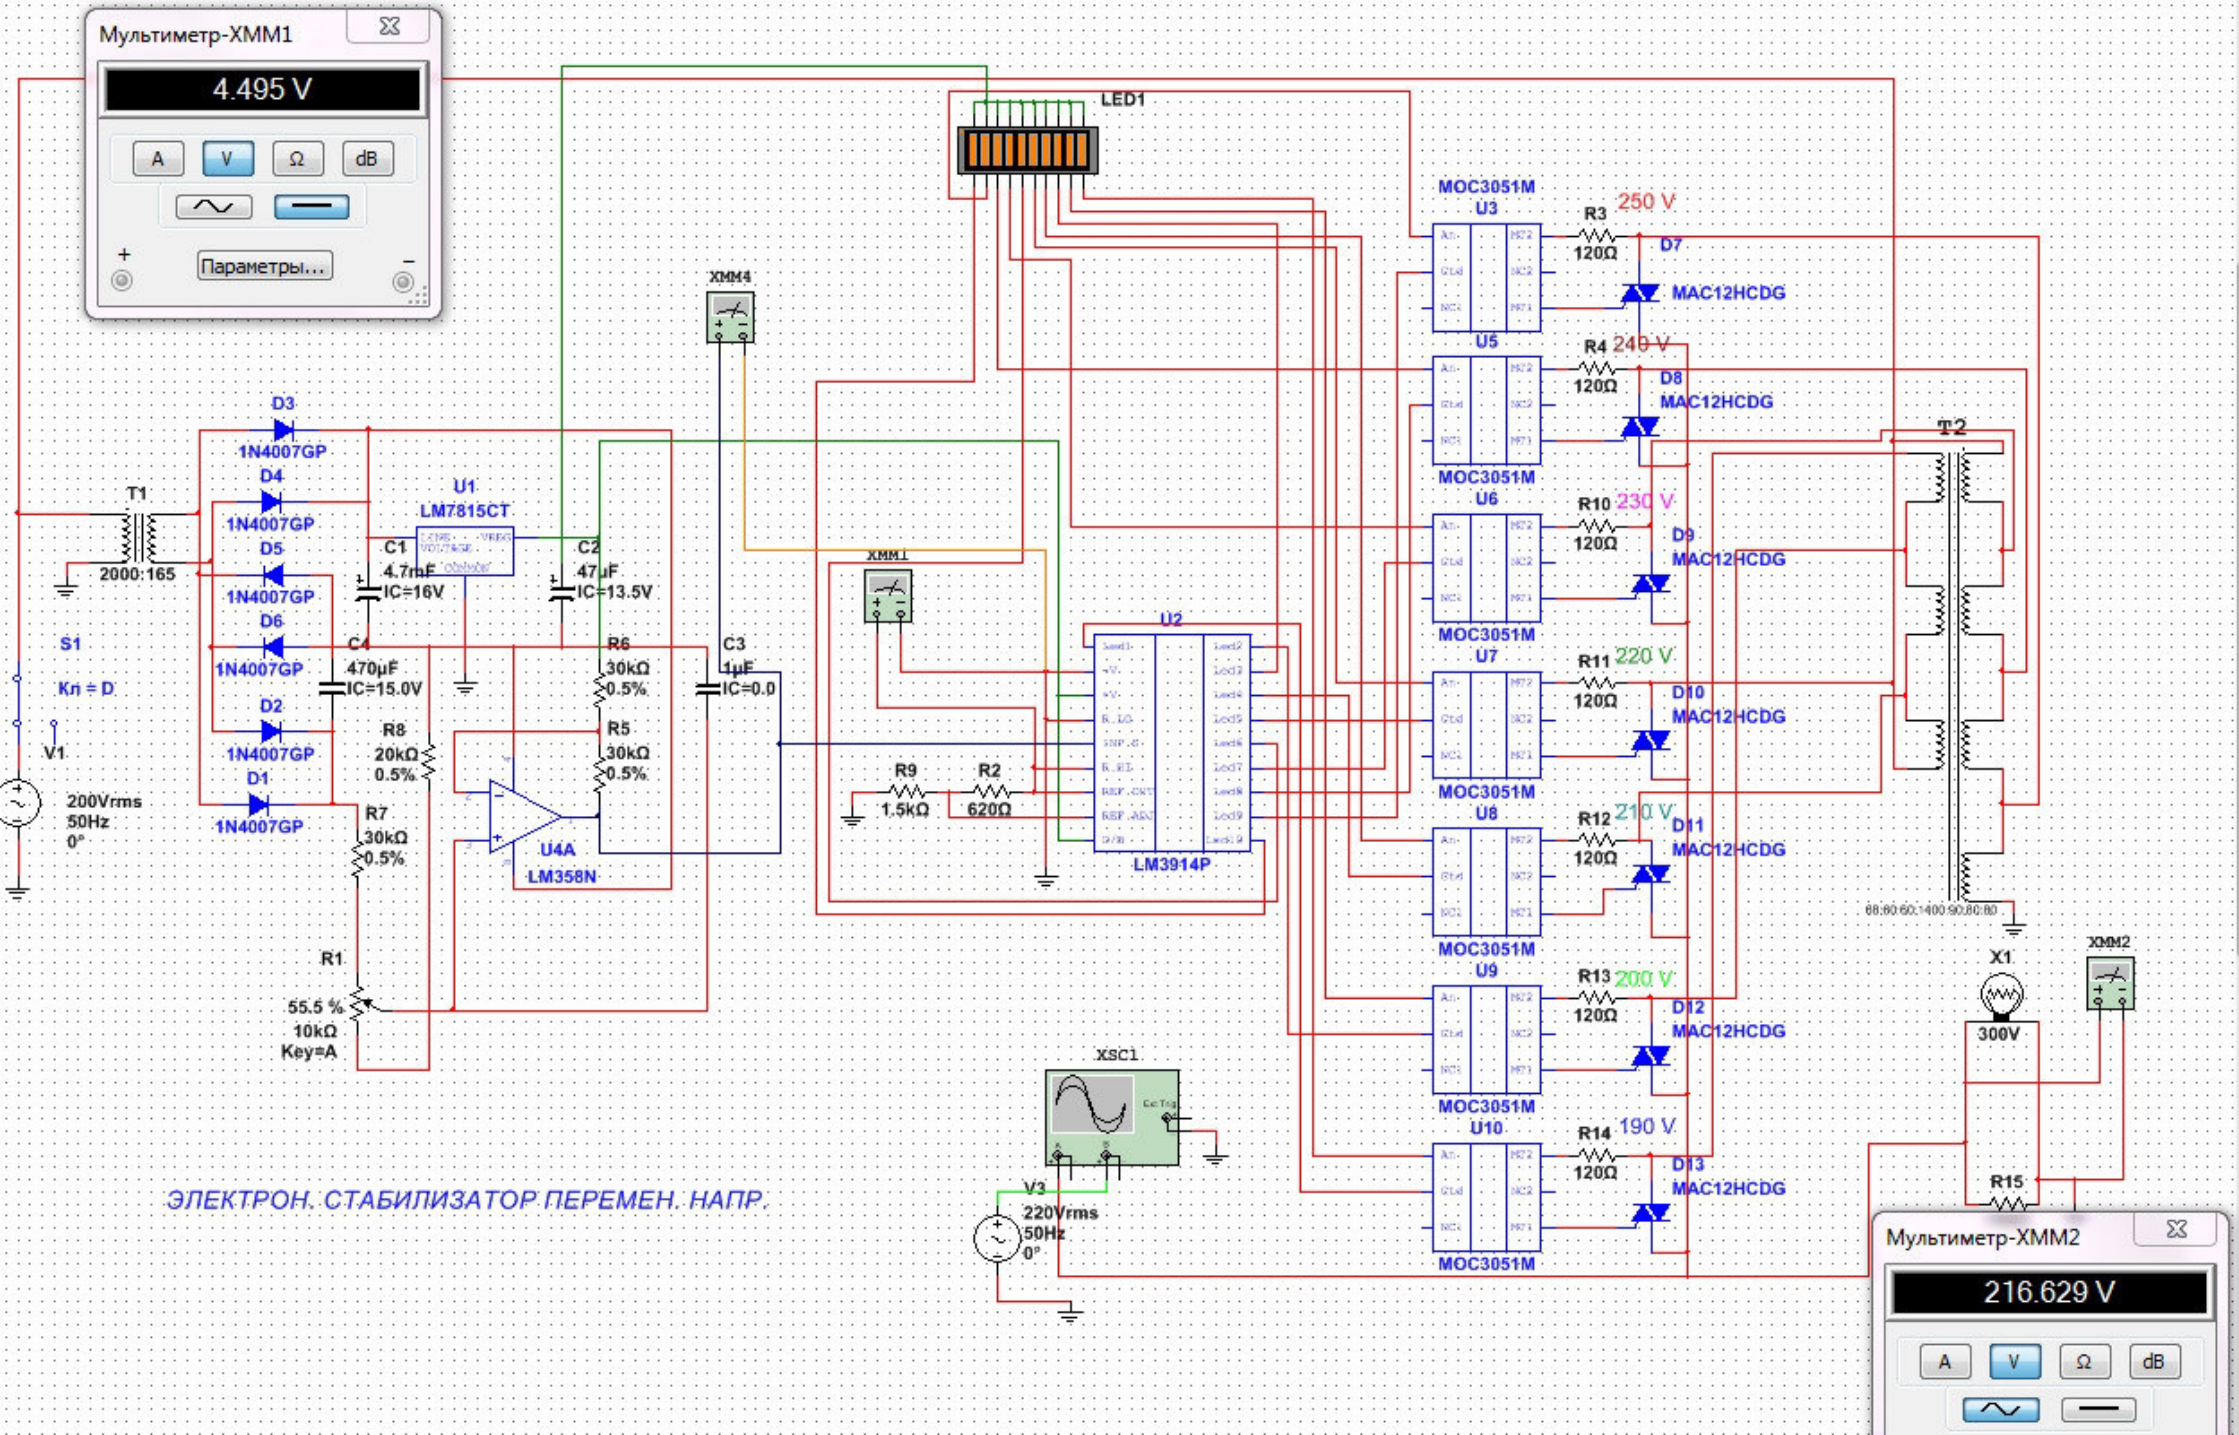 Мультиметр-XMM1
4.495 V
A V Ω dB
+ −
Параметры...
LED1
XMM4
D3
1N4007GP
D4
1N4007GP
D5
1N4007GP
D6
1N4007GP
D2
1N4007GP
D1
1N4007GP
T1
2000:165
S1
Кл = D
V1
200Vrms
50Hz
0°
U1
LM7815CT
LINE VREG
VOLTAGE
COMMON
C1
4.7mF
IC=16V
C2
47μF
IC=13.5V
C4
470μF
IC=15.0V
C3
1μF
IC=0.0
R6
30kΩ
0.5%
R5
30kΩ
0.5%
R8
20kΩ
0.5%
R7
30kΩ
0.5%
R1
55.5 %
10kΩ
Key=A
U4A
LM358N
XMM1
R9
1.5kΩ
R2
620Ω
U2
LM3914P
MOC3051M
U3
R3
120Ω
250 V
D7
MAC12HCDG
U5
R4
120Ω
240 V
D8
MAC12HCDG
MOC3051M
U6
R10
120Ω
230 V
D9
MAC12HCDG
MOC3051M
U7
R11
120Ω
220 V
D10
MAC12HCDG
MOC3051M
U8
R12
120Ω
210 V
D11
MAC12HCDG
MOC3051M
U9
R13
120Ω
200 V
D12
MAC12HCDG
MOC3051M
U10
R14
120Ω
190 V
D13
MAC12HCDG
MOC3051M
T2
X1
300V
XMM2
R15
XSC1
V3
220Vrms
50Hz
0°
ЭЛЕКТРОН. СТАБИЛИЗАТОР ПЕРЕМЕН. НАПР.
Мультиметр-XMM2
216.629 V
A V Ω dB